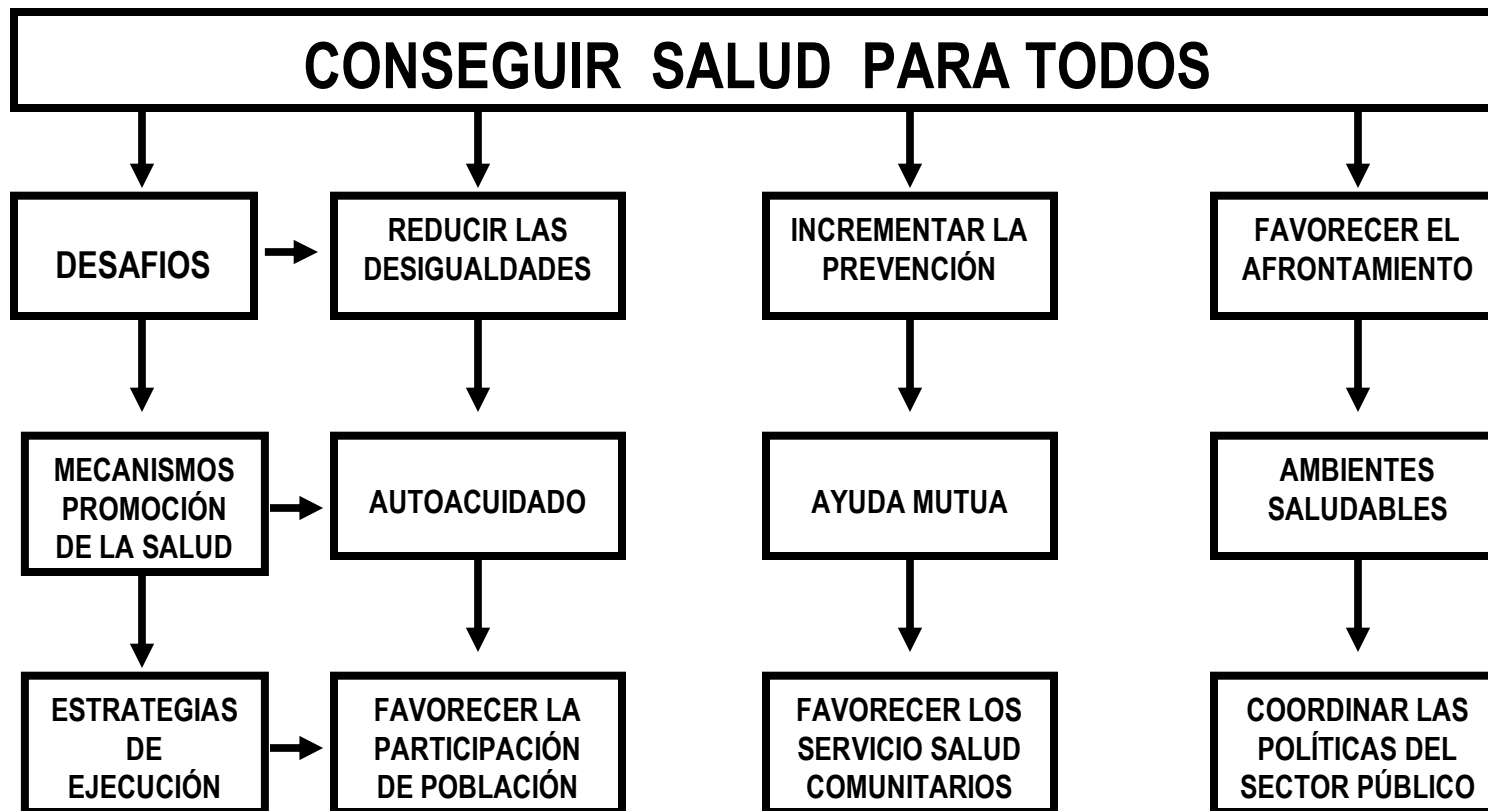 CONSEGUIR SALUD PARA TODOS
DESAFIOS
REDUCIR LAS
DESIGUALDADES
INCREMENTAR LA
PREVENCIÓN
FAVORECER EL
AFRONTAMIENTO
MECANISMOS
PROMOCIÓN
DE LA SALUD
AUTOACUIDADO
AYUDA MUTUA
AMBIENTES
SALUDABLES
ESTRATEGIAS
DE
EJECUCIÓN
FAVORECER LA
PARTICIPACIÓN
DE POBLACIÓN
FAVORECER LOS
SERVICIO SALUD
COMUNITARIOS
COORDINAR LAS
POLÍTICAS DEL
SECTOR PÚBLICO